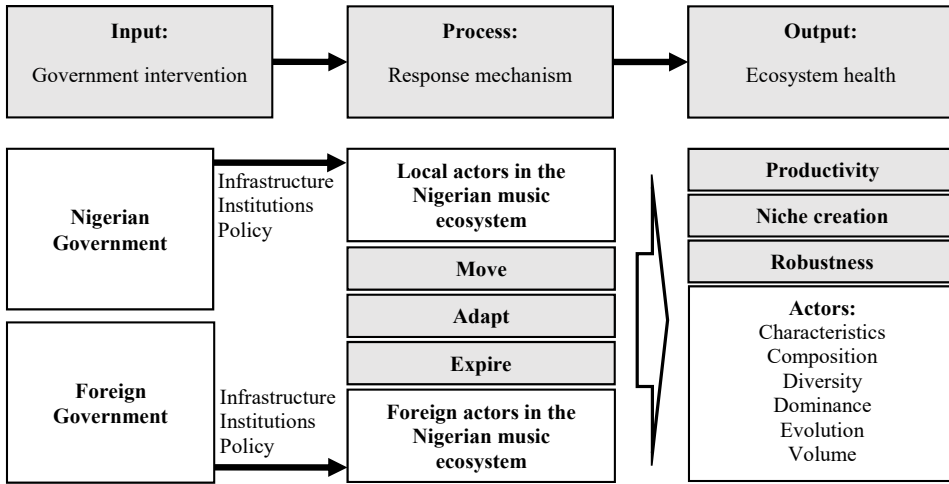 Input:
Government intervention
Process:
Response mechanism
Output:
Ecosystem health
Nigerian
Government
Infrastructure
Institutions
Policy
Local actors in the
Nigerian music
ecosystem
Move
Adapt
Expire
Foreign
Government
Infrastructure
Institutions
Policy
Foreign actors in the
Nigerian music
ecosystem
Productivity
Niche creation
Robustness
Actors:
Characteristics
Composition
Diversity
Dominance
Evolution
Volume